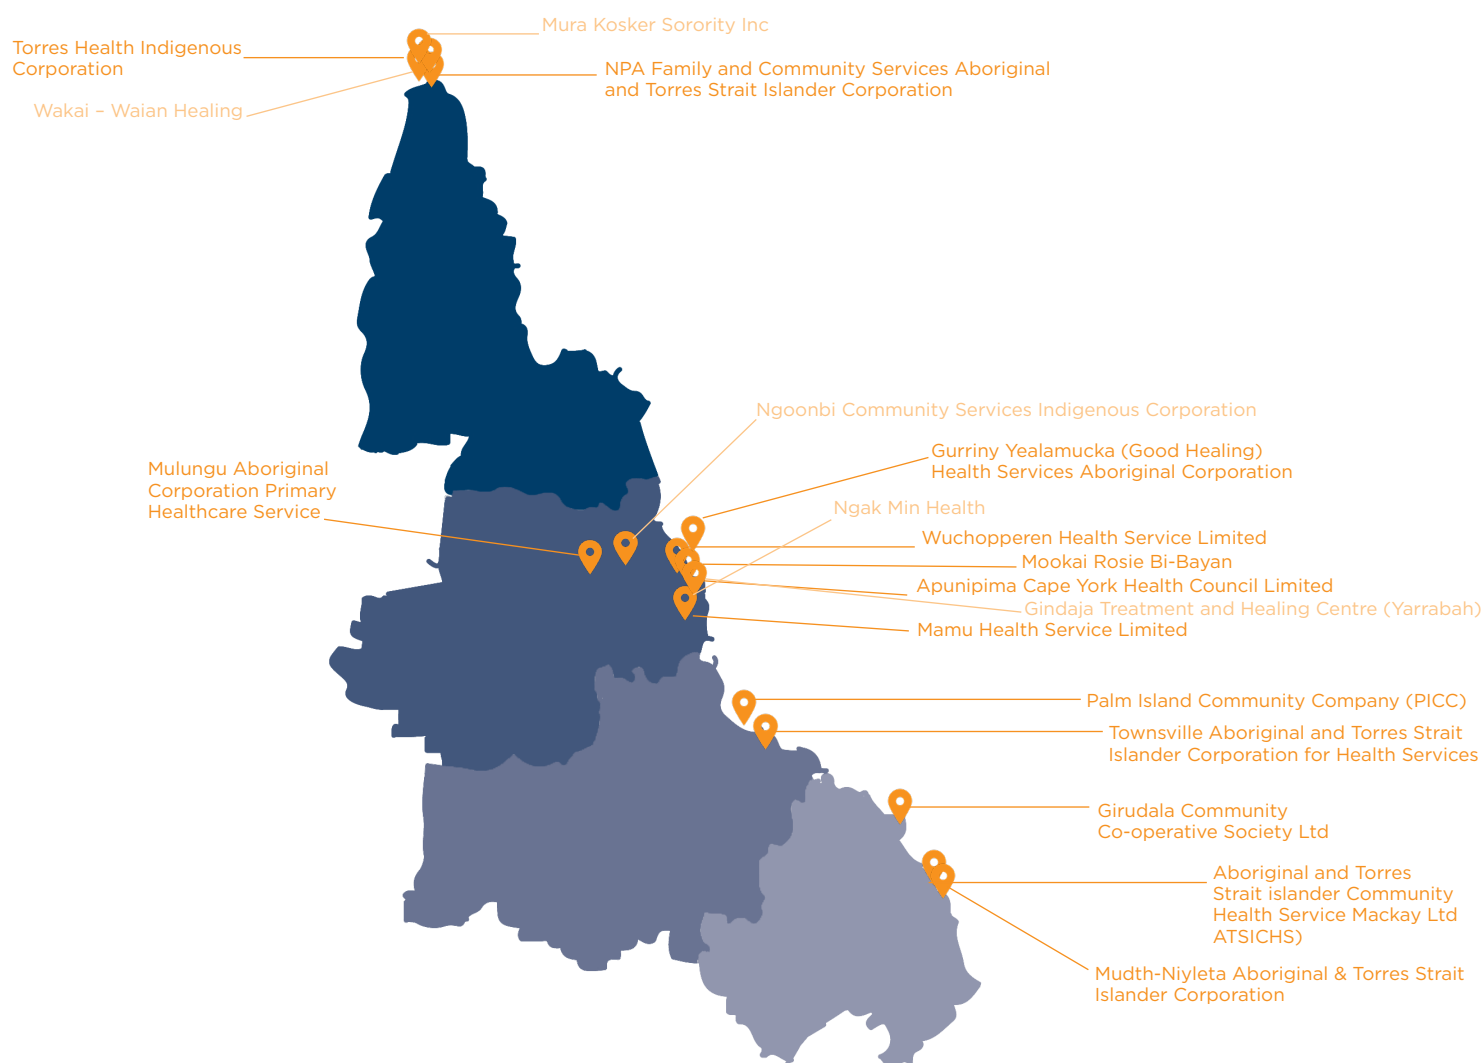 Mura Kosker Sorority Inc
Torres Health Indigenous
Corporation
NPA Family and Community Services Aboriginal
and Torres Strait Islander Corporation
Wakai – Waian Healing
Ngoonbi Community Services Indigenous Corporation
Gurriny Yealamucka (Good Healing)
Health Services Aboriginal Corporation
Mulungu Aboriginal
Corporation Primary
Healthcare Service
Ngak Min Health
Wuchopperen Health Service Limited
Mookai Rosie Bi-Bayan
Apunipima Cape York Health Council Limited
Gindaja Treatment and Healing Centre (Yarrabah)
Mamu Health Service Limited
Palm Island Community Company (PICC)
Townsville Aboriginal and Torres Strait
Islander Corporation for Health Services
Girudala Community
Co-operative Society Ltd
Aboriginal and Torres
Strait islander Community
Health Service Mackay Ltd
ATSICHS)
Mudth-Niyleta Aboriginal & Torres Strait
Islander Corporation